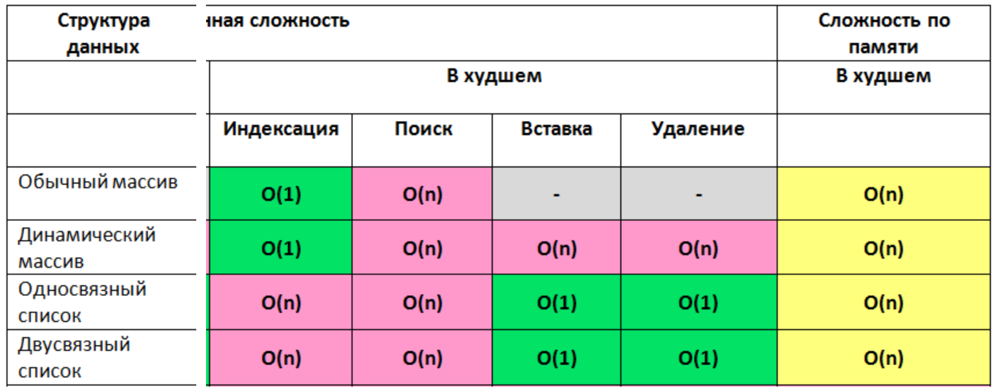 Структура
данных
нная сложность
Сложность по
памяти
В худшем
В худшем
Индексация
Поиск
Вставка
Удаление
Обычный массив
O(1)
O(n)
-
-
O(n)
Динамический
массив
O(1)
O(n)
O(n)
O(n)
O(n)
Односвязный
список
O(n)
O(n)
O(1)
O(1)
O(n)
Двусвязный
список
O(n)
O(n)
O(1)
O(1)
O(n)